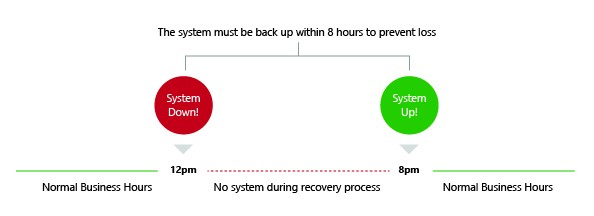 The system must be back up within 8 hours to prevent loss
System
Down!
System
Up!
12pm
8pm
Normal Business Hours
No system during recovery process
Normal Business Hours